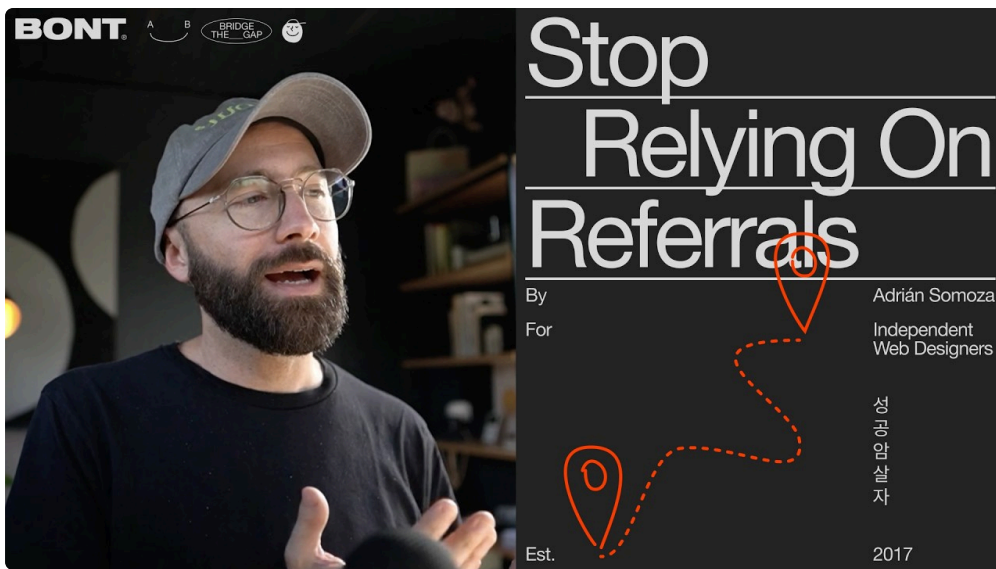 BONT®
A B
BRIDGE
THE GAP
Stop
Relying On
Referrals
By Adrián Somoza
For Independent
Web Designers
성
공
암
살
자
Est. 2017